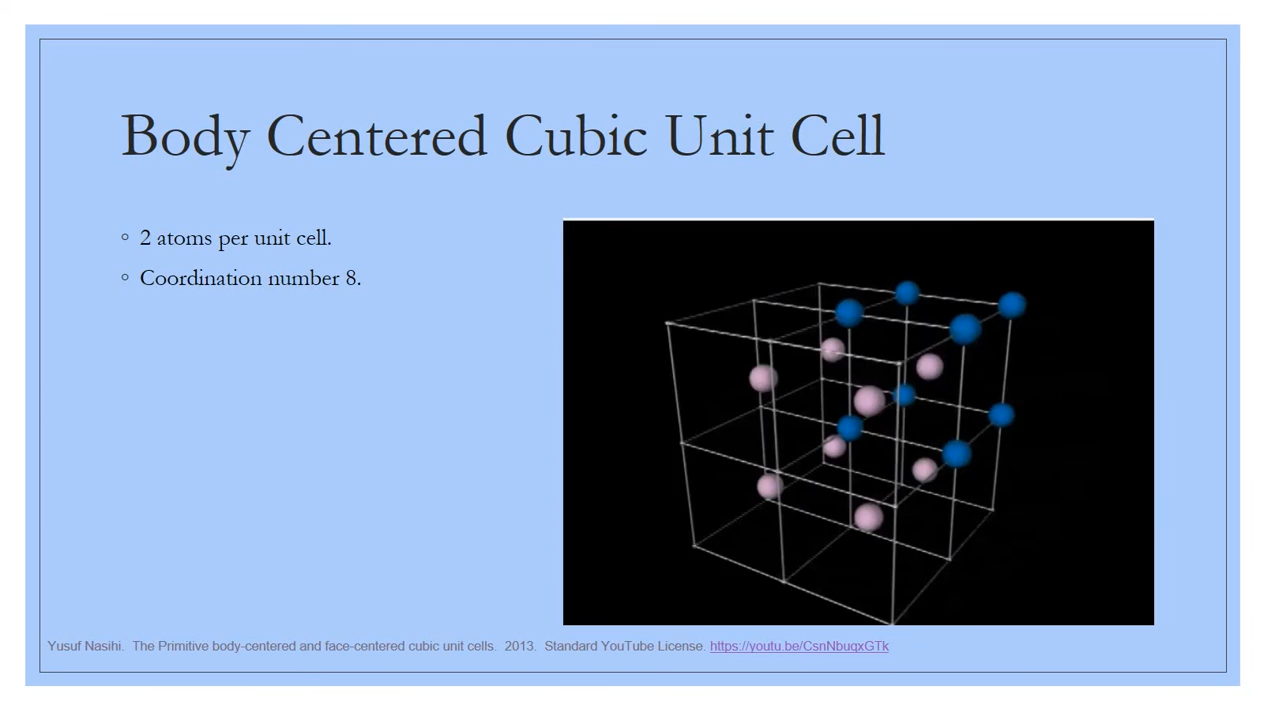 Body Centered Cubic Unit Cell
◦ 2 atoms per unit cell.
◦ Coordination number 8.
Yusuf Nasihi.  The Primitive body-centered and face-centered cubic unit cells.  2013.  Standard YouTube License. https://youtu.be/CsnNbuqxGTk